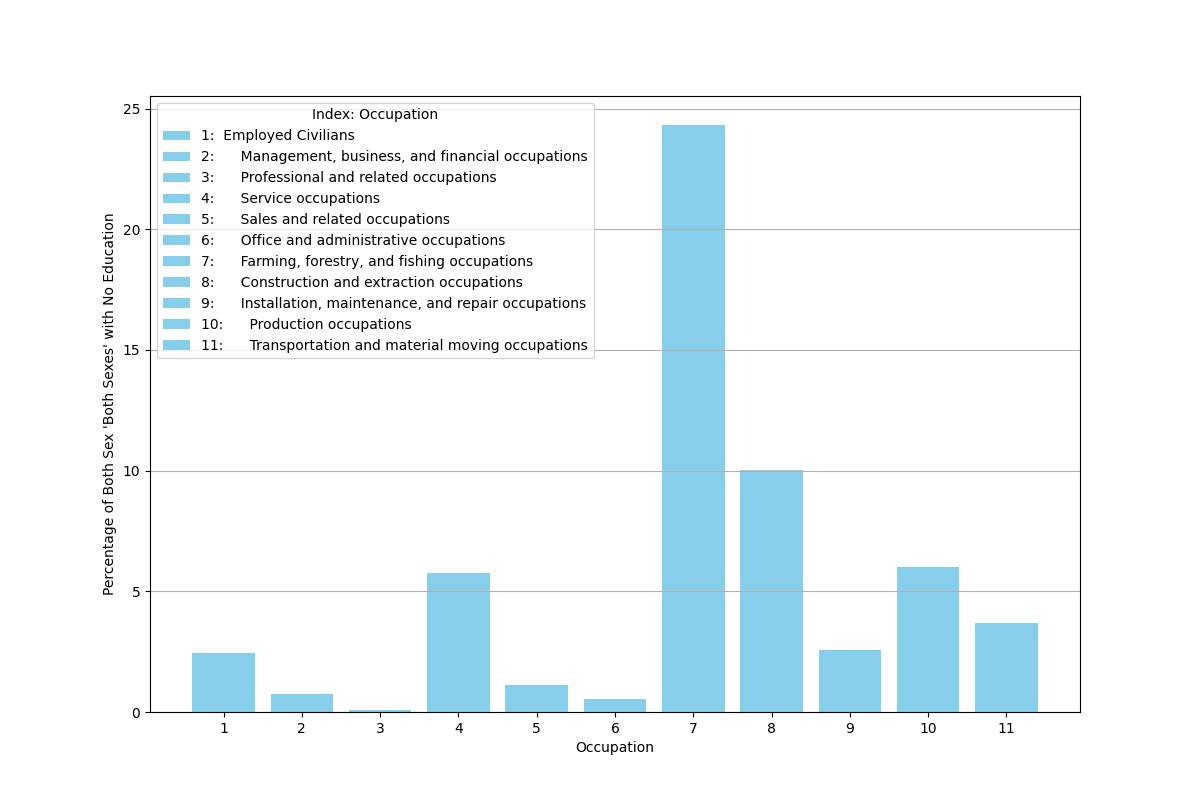 Index: Occupation
1:  Employed Civilians
2:      Management, business, and financial occupations
3:      Professional and related occupations
4:      Service occupations
5:      Sales and related occupations
6:      Office and administrative occupations
7:      Farming, forestry, and fishing occupations
8:      Construction and extraction occupations
9:      Installation, maintenance, and repair occupations
10:      Production occupations
11:      Transportation and material moving occupations
Percentage of Both Sex 'Both Sexes' with No Education
25
20
15
10
5
0
1 2 3 4 5 6 7 8 9 10 11
Occupation